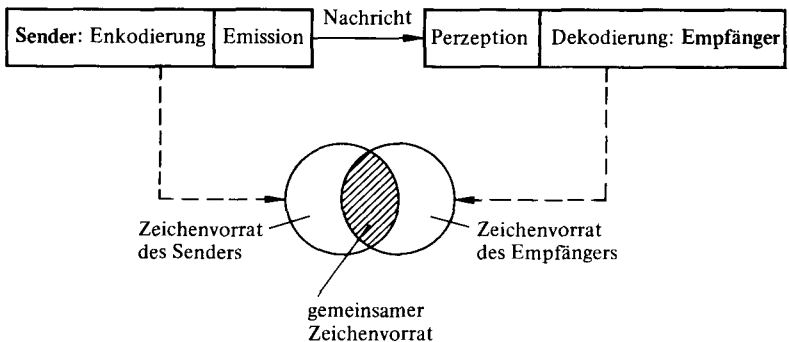 Nachricht
Sender: Enkodierung
Emission
Perzeption
Dekodierung: Empfänger
Zeichenvorrat
des Senders
Zeichenvorrat
des Empfängers
gemeinsamer
Zeichenvorrat